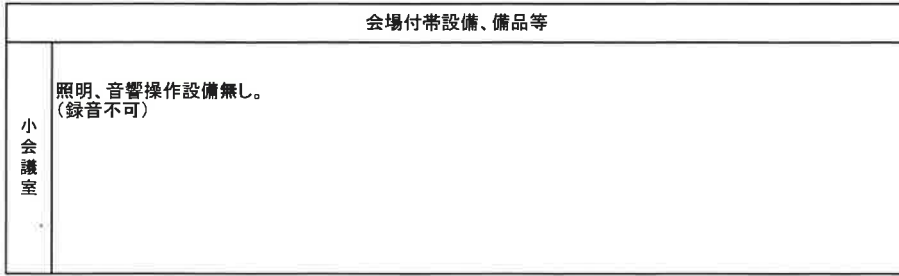 会場付帯設備、備品等
小会議室
照明、音響操作設備無し。
（録音不可）